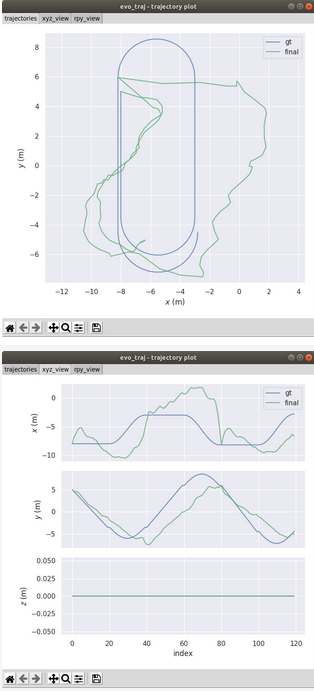 evo_traj - trajectory plot
trajectories xyz_view rpy_view
gt
final
8
6
4
2
0
−2
−4
−6
y (m)
−12 −10 −8 −6 −4 −2 0 2 4
x (m)
evo_traj - trajectory plot
trajectories xyz_view rpy_view
gt
final
0
−5
−10
x (m)
5
0
−5
y (m)
0.050
0.025
0.000
−0.025
−0.050
z (m)
0 20 40 60 80 100 120
index